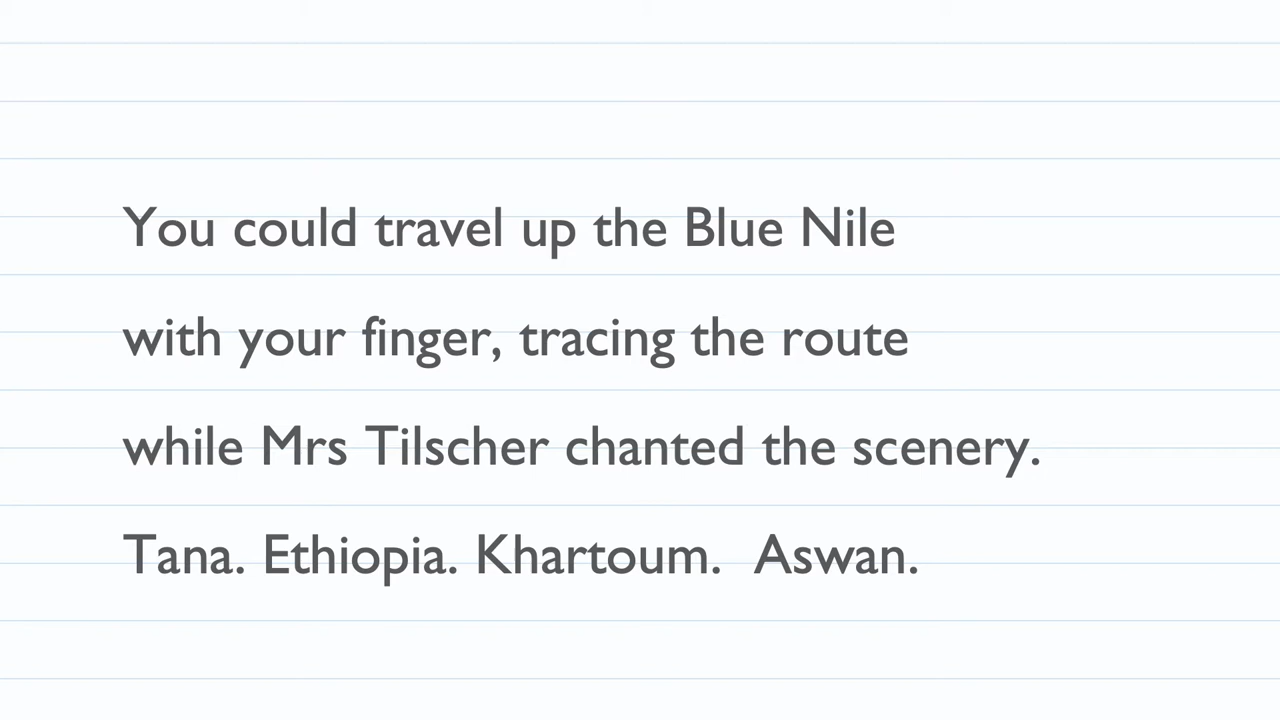 You could travel up the Blue Nile
with your finger, tracing the route
while Mrs Tilscher chanted the scenery.
Tana. Ethiopia. Khartoum. Aswan.